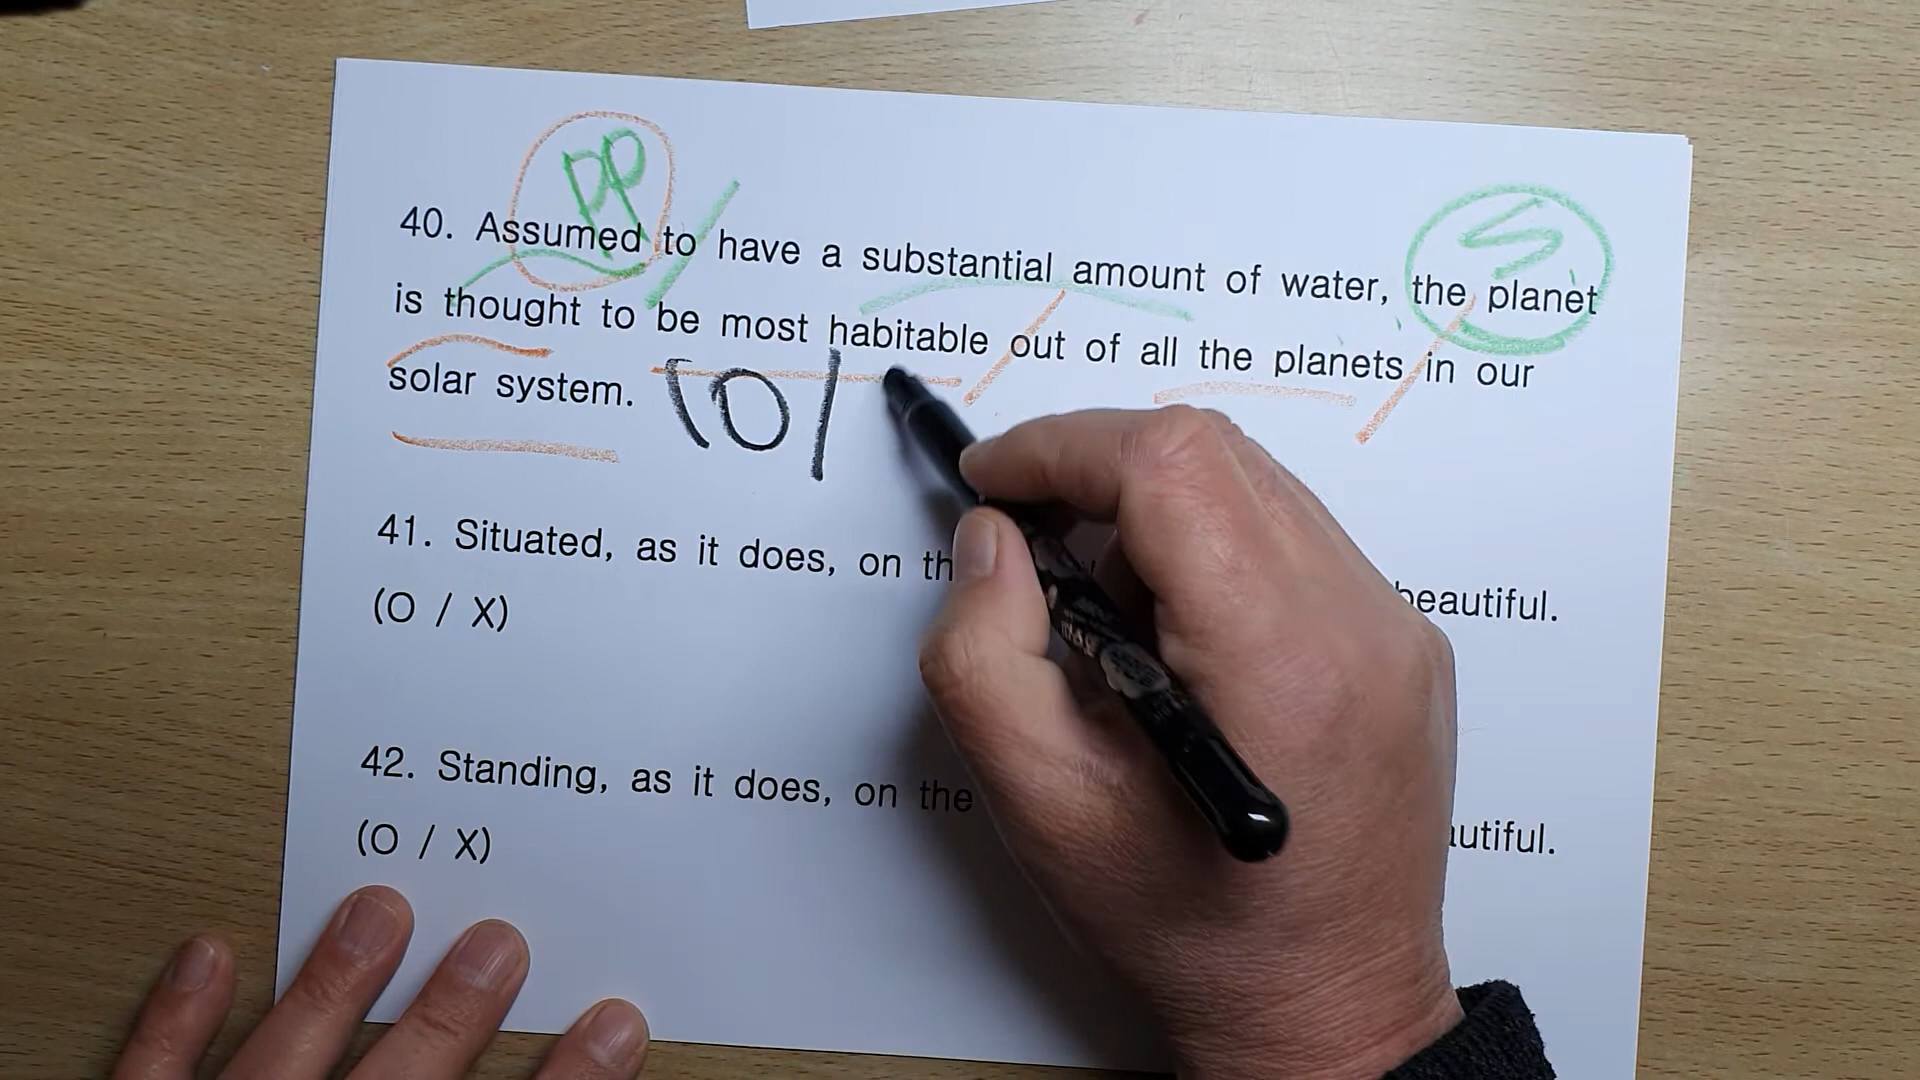 PP
S
40. Assumed to have a substantial amount of water, the planet
is thought to be most habitable out of all the planets in our
solar system. (O/
41. Situated, as it does, on beautiful.
(O / X)
42. Standing, as it does, on the
(O / X)